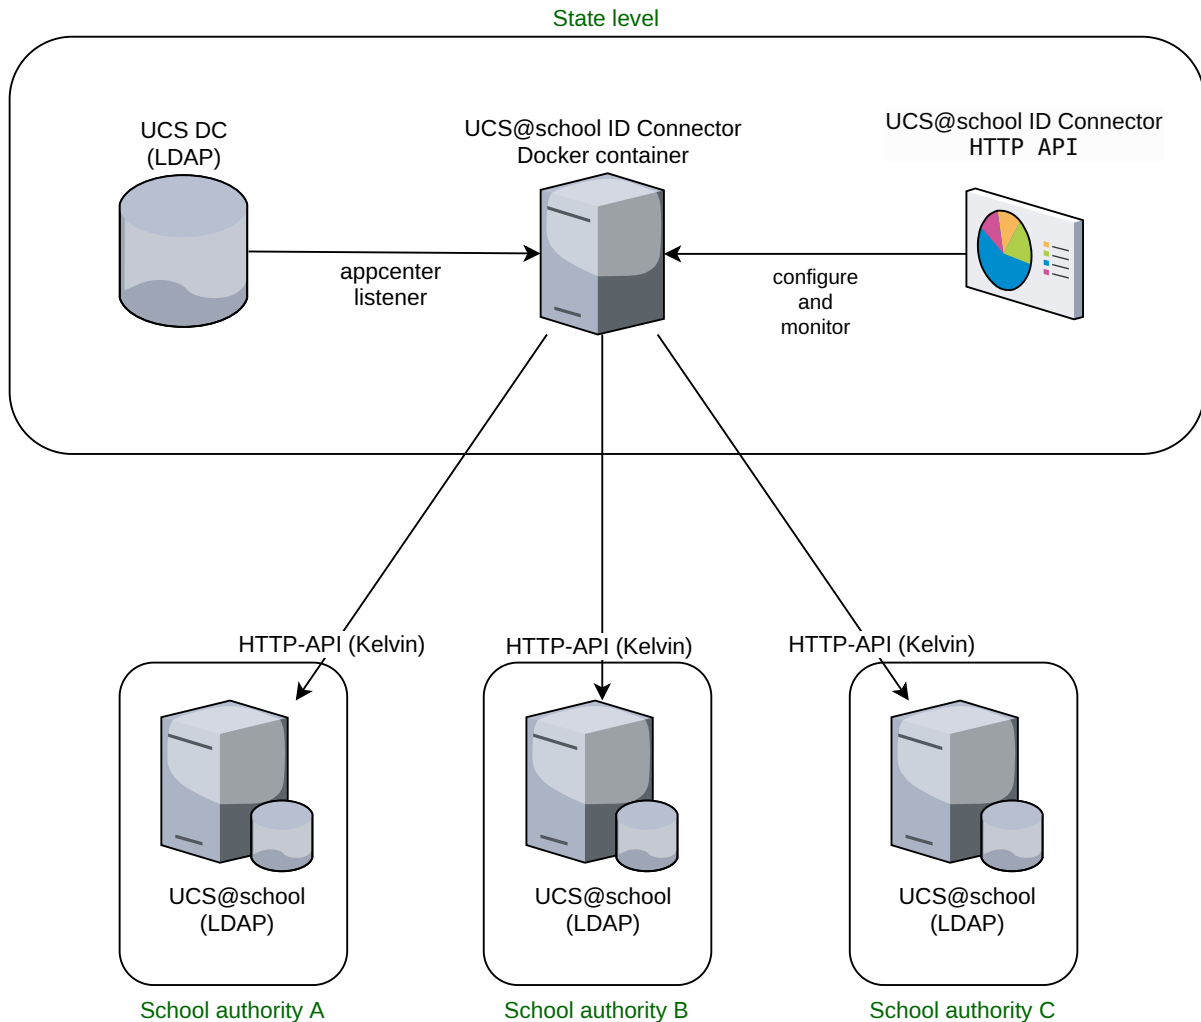 State level
UCS DC
(LDAP)
UCS@school ID Connector
Docker container
UCS@school ID Connector
HTTP API
appcenter
listener
configure
and
monitor
HTTP-API (Kelvin)
HTTP-API (Kelvin)
HTTP-API (Kelvin)
UCS@school
(LDAP)
UCS@school
(LDAP)
UCS@school
(LDAP)
School authority A
School authority B
School authority C